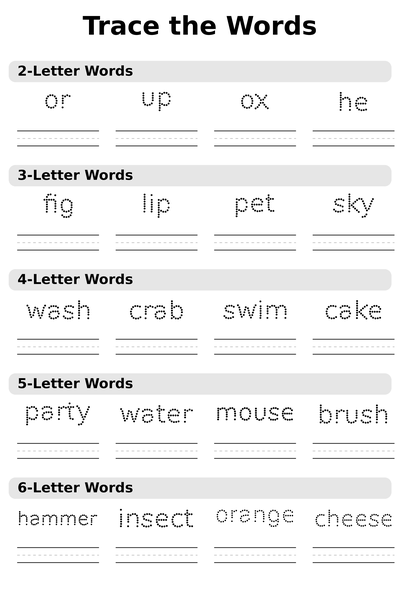 Trace the Words
2-Letter Words
or up ox he
3-Letter Words
fig lip pet sky
4-Letter Words
wash crab swim cake
5-Letter Words
party water mouse brush
6-Letter Words
hammer insect orange cheese